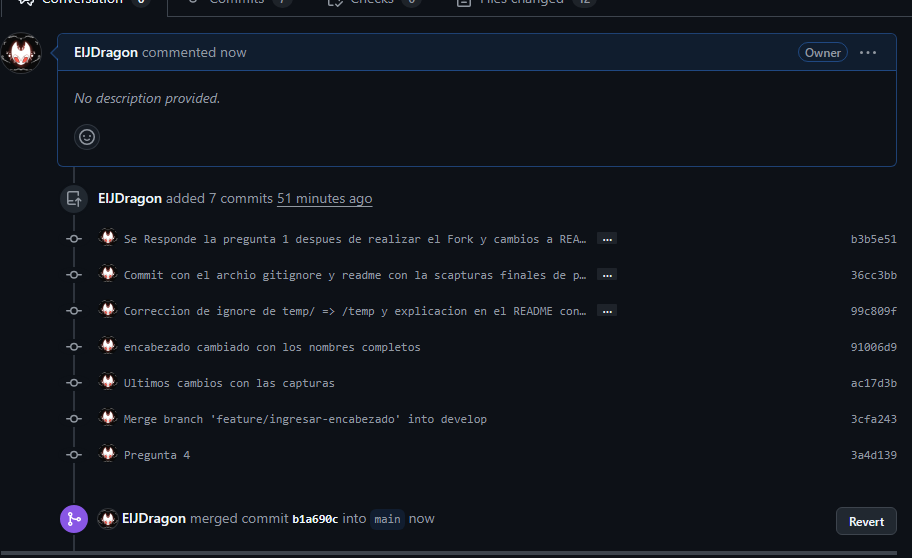 Conversation 0 Commits 7 Checks 0 Files changed 12
ElJDragon commented now Owner
No description provided.
ElJDragon added 7 commits 51 minutes ago
Se Responde la pregunta 1 despues de realizar el Fork y cambios a REA… … b3b5e51
Commit con el archio gitignore y readme con la scapturas finales de p… … 36cc3bb
Correccion de ignore de temp/ => /temp y explicacion en el README con… … 99c809f
encabezado cambiado con los nombres completos 91006d9
Ultimos cambios con las capturas ac17d3b
Merge branch 'feature/ingresar-encabezado' into develop 3cfa243
Pregunta 4 3a4d139
ElJDragon merged commit b1a690c into main now Revert